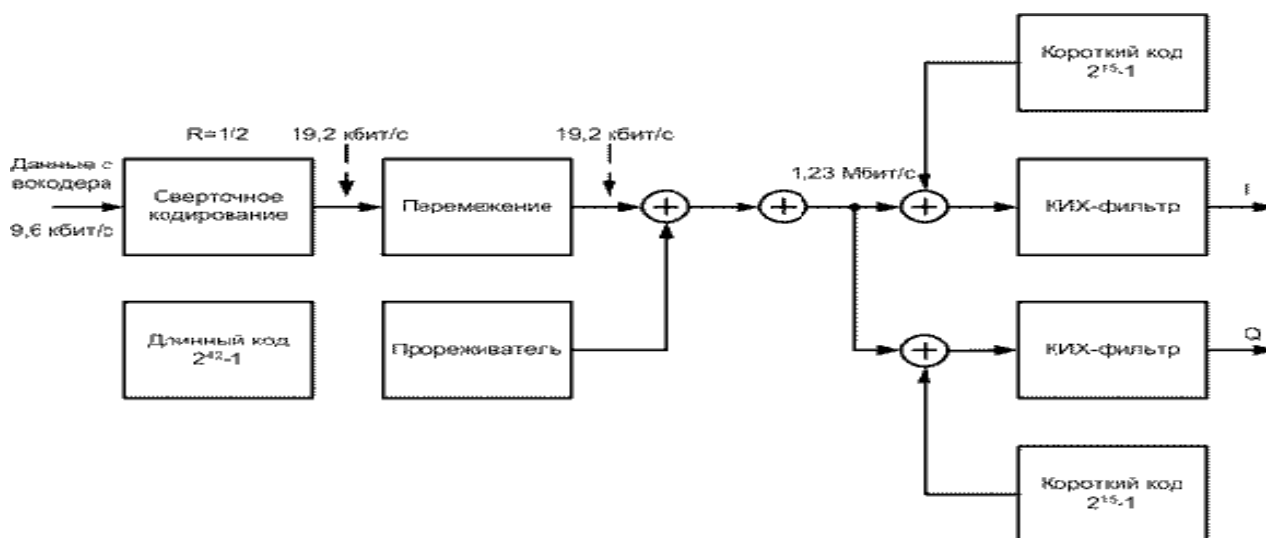 Короткий код
2¹⁵-1
R=1/2
19,2 кбит/с
19,2 кбит/с
Данные с
вокодера
9,6 кбит/с
Сверточное
кодирование
Перемежение
1,23 Мбит/с
КИХ-фильтр
I
Длинный код
2⁴²-1
Прореживатель
КИХ-фильтр
Q
Короткий код
2¹⁵-1